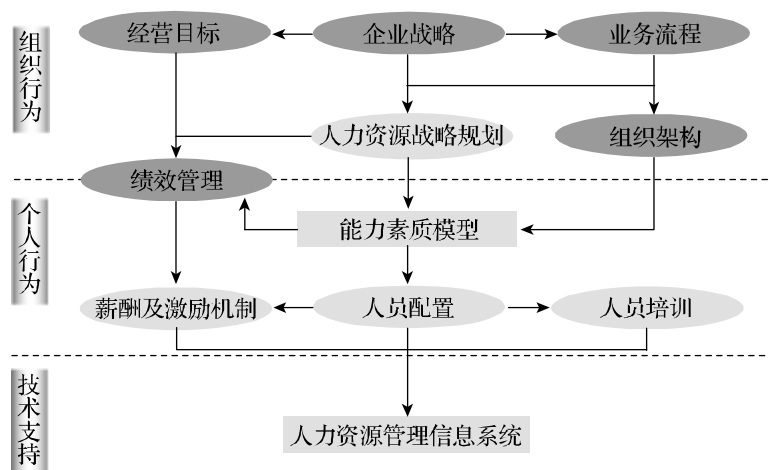 组织行为
经营目标
企业战略
业务流程
人力资源战略规划
组织架构
绩效管理
个人行为
能力素质模型
薪酬及激励机制
人员配置
人员培训
技术支持
人力资源管理信息系统